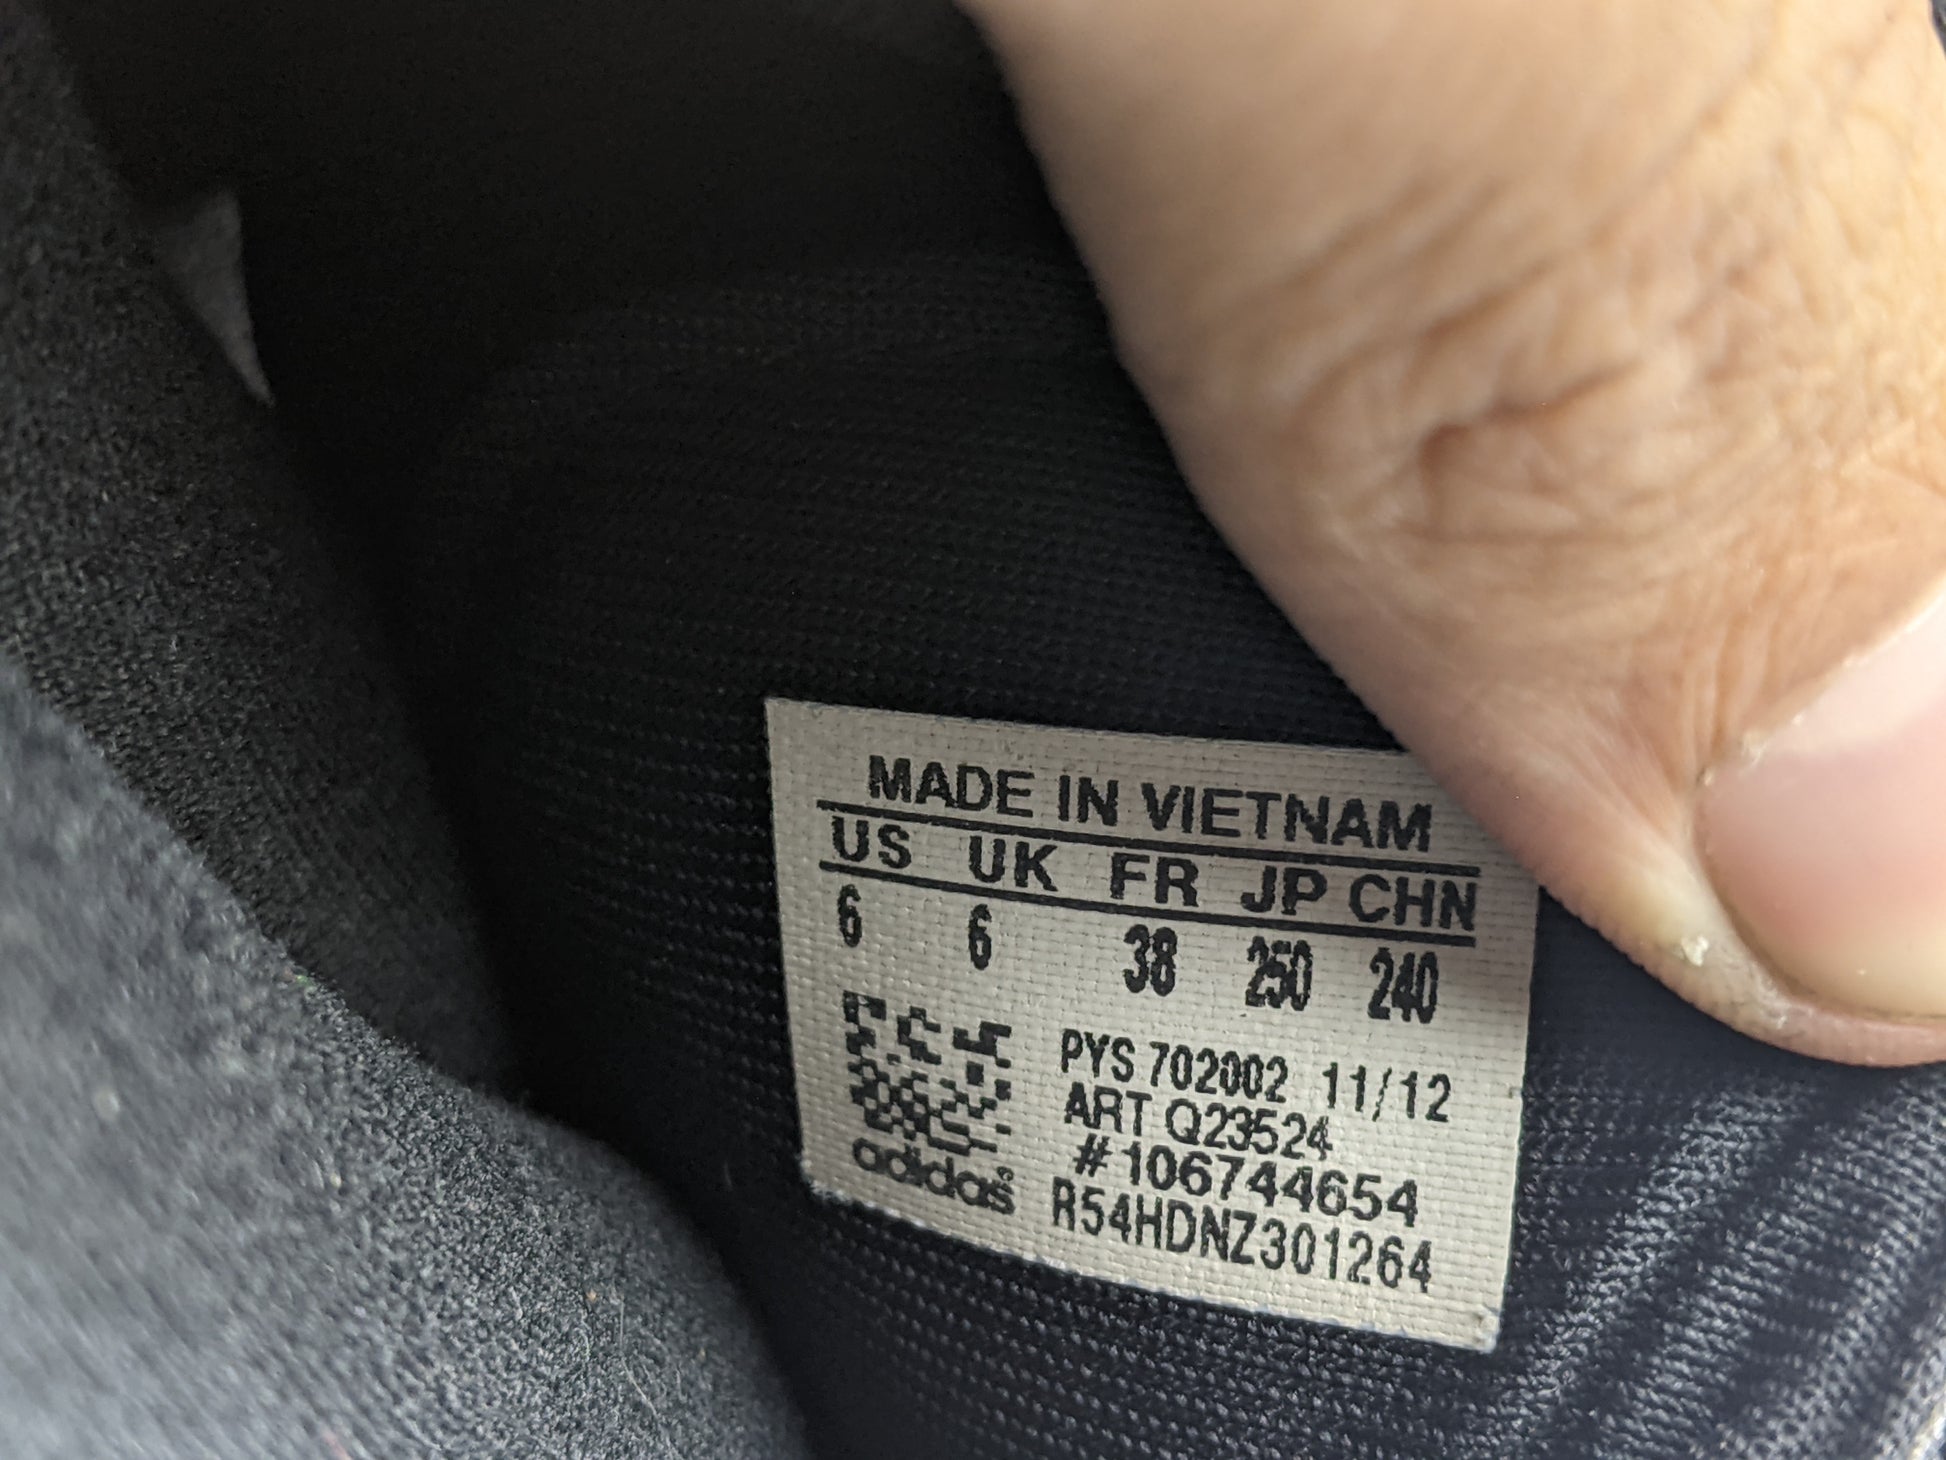 MADE IN VIETNAM
US UK FR JP CHN
6 6 38 250 240
PYS 702002 11/12
ART Q23524
#106744654
adidas®
R54HDNZ301264